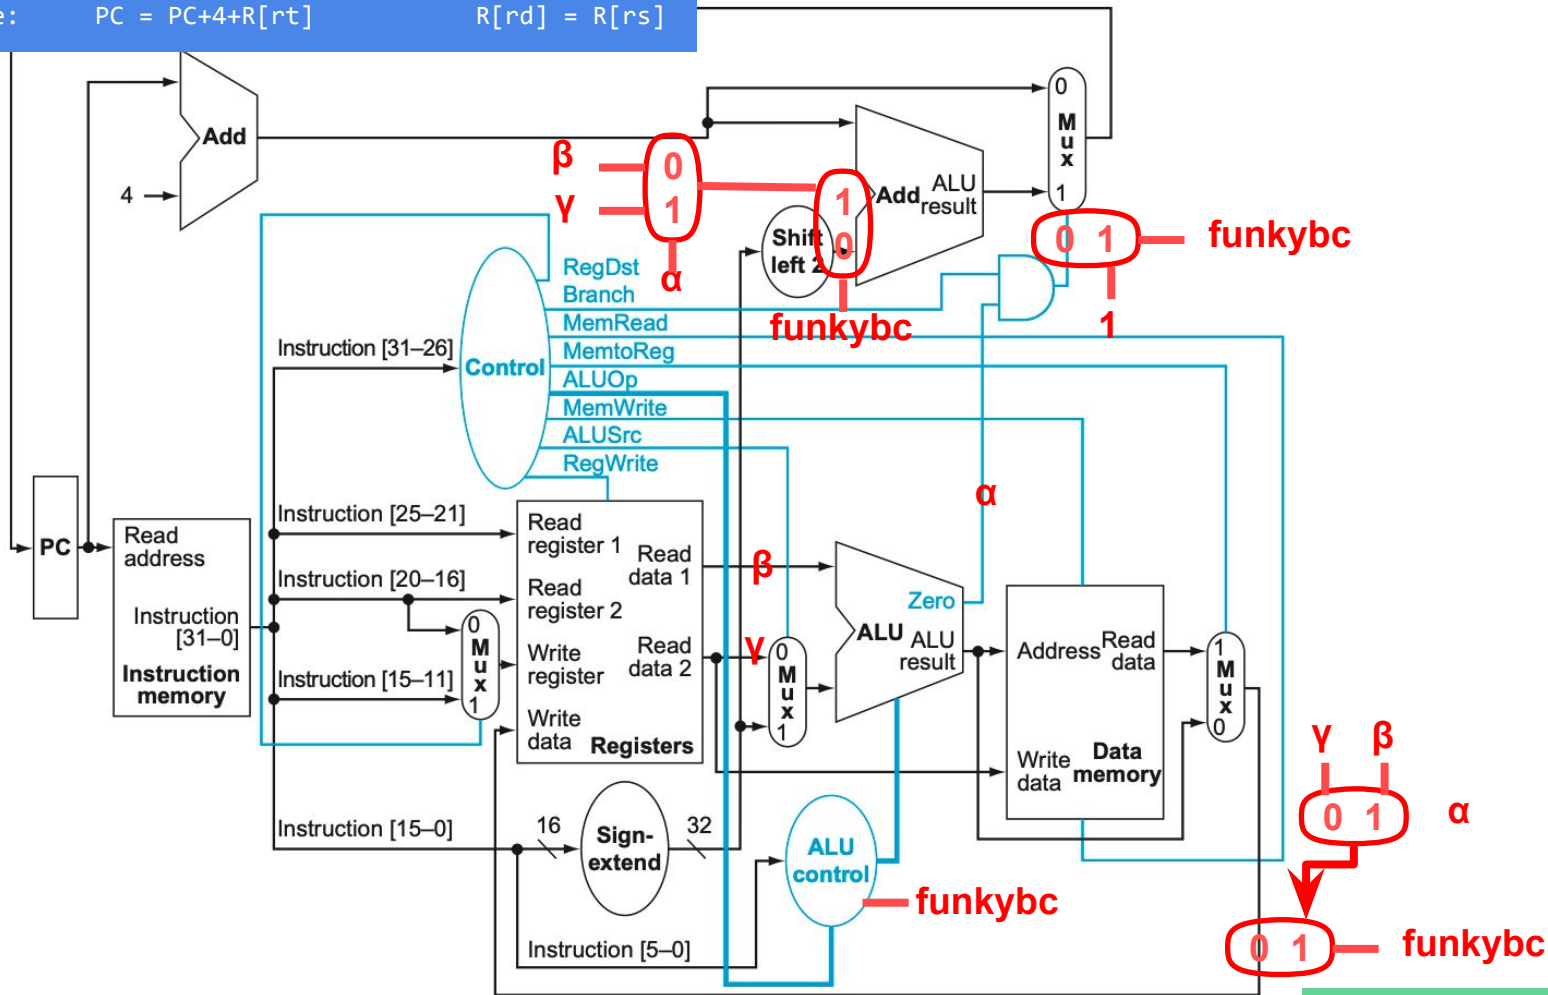 e: PC = PC+4+R[rt] R[rd] = R[rs]
0
Mux
1
Add
4
β
γ
0
1
α
1
0
funkybc
Add ALU result
Shift left 2
0 1
funkybc
1
RegDst
Branch
MemRead
MemtoReg
ALUOp
MemWrite
ALUSrc
RegWrite
Control
Instruction [31–26]
Instruction [25–21]
Instruction [20–16]
Instruction [15–11]
Instruction [15–0]
Instruction [5–0]
PC
Read address
Instruction [31–0]
Instruction memory
0
Mux
1
Read register 1
Read register 2
Write register
Write data
Read data 1
Read data 2
Registers
β
γ
α
0
Mux
1
Zero
ALU
ALU result
Address
Read data
Write data
Data memory
1
Mux
0
16
Sign-extend
32
ALU control
funkybc
γ β
0 1
α
0 1
funkybc